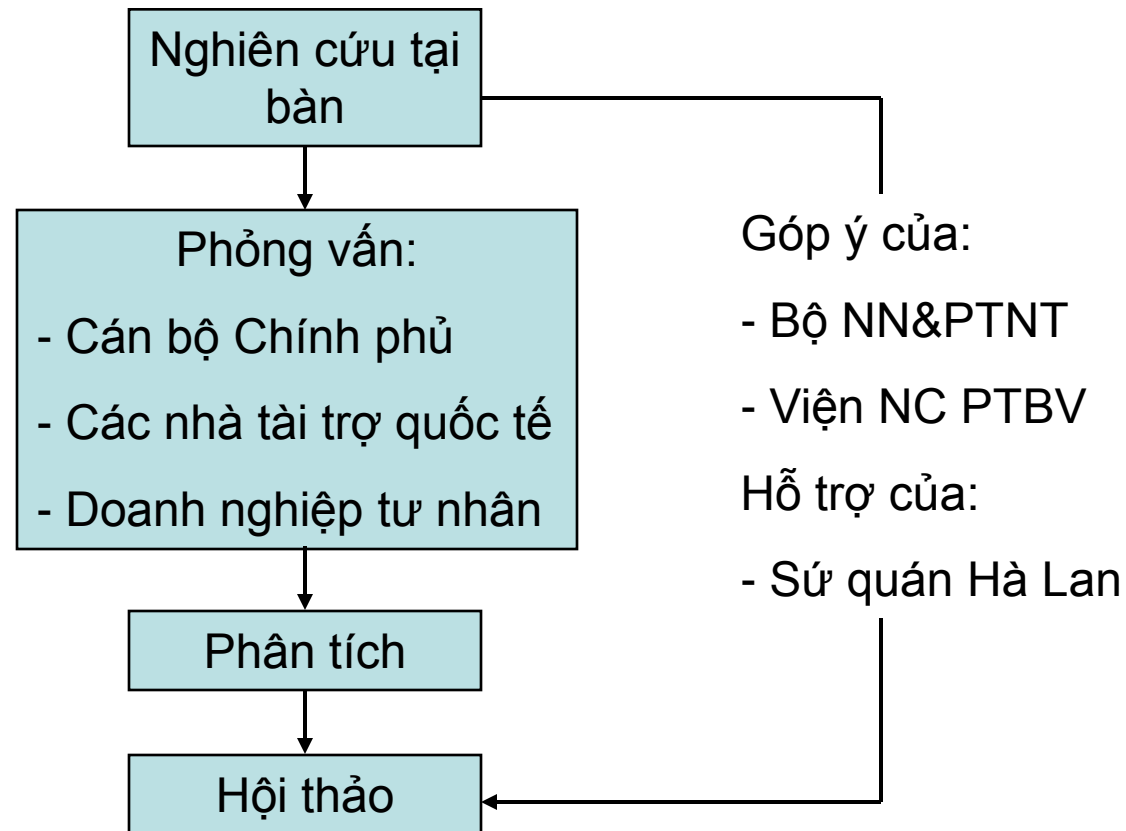 Nghiên cứu tại
bàn
Phỏng vấn:
- Cán bộ Chính phủ
- Các nhà tài trợ quốc tế
- Doanh nghiệp tư nhân
Phân tích
Hội thảo
Góp ý của:
- Bộ NN&PTNT
- Viện NC PTBV
Hỗ trợ của:
- Sứ quán Hà Lan